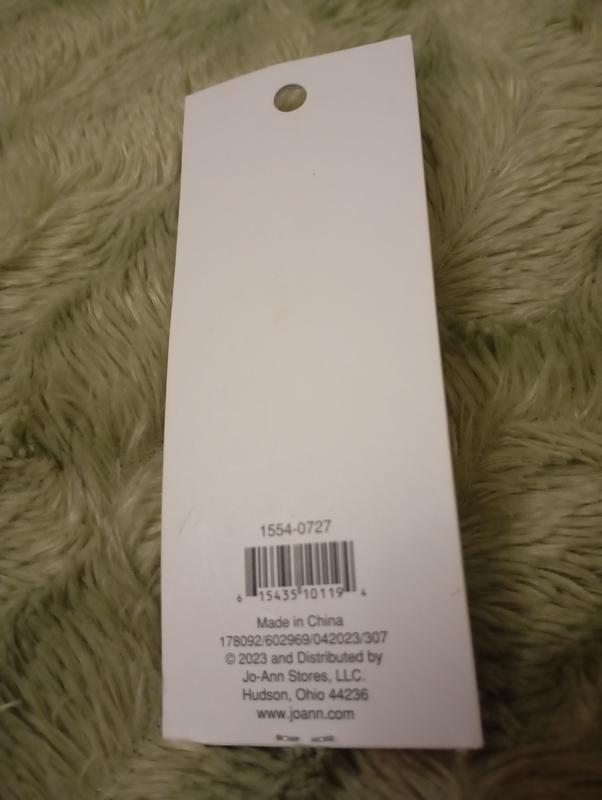 1554-0727
6 15435 10119 4
Made in China
178092/602969/042023/307
© 2023 and Distributed by
Jo-Ann Stores, LLC.
Hudson, Ohio 44236
www.joann.com